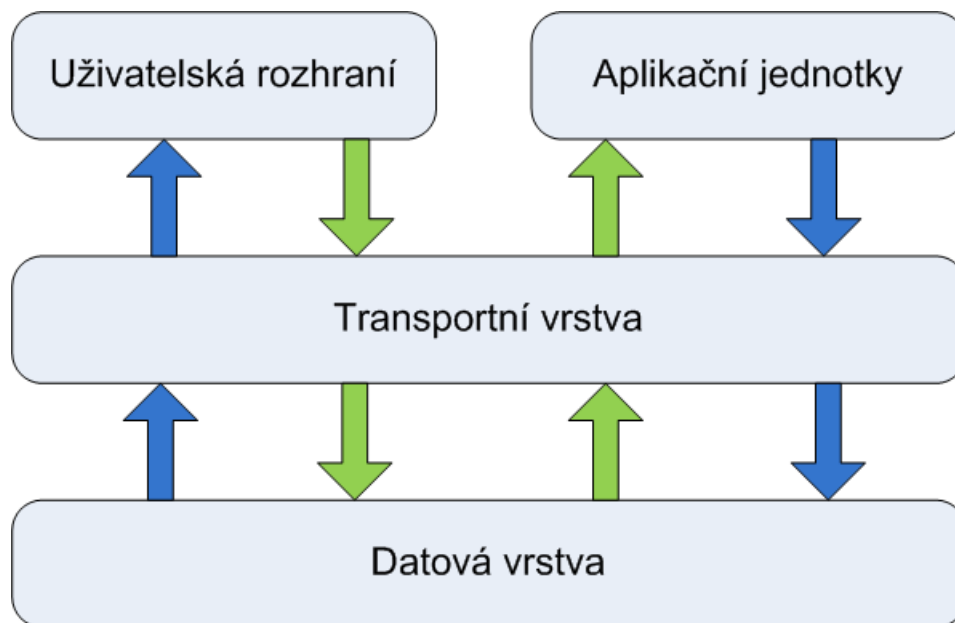 Uživatelská rozhraní
Aplikační jednotky
Transportní vrstva
Datová vrstva